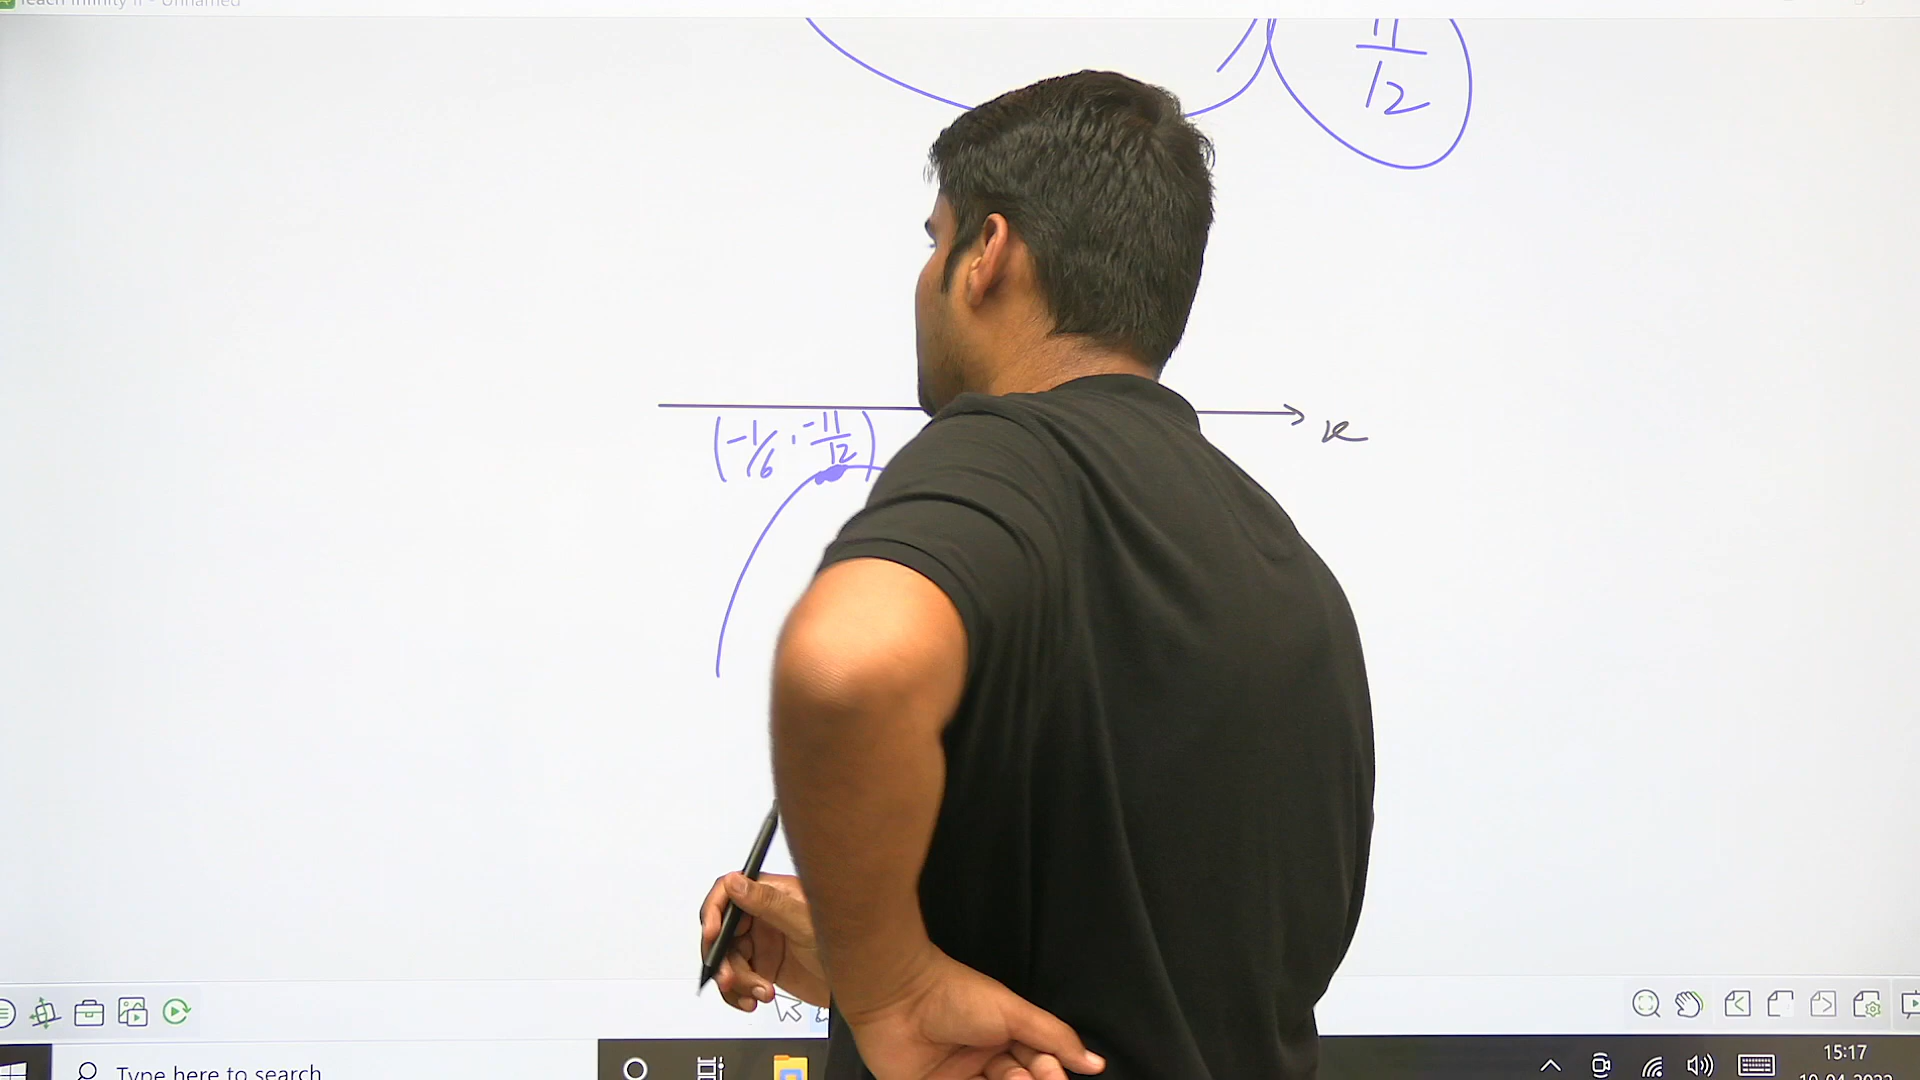 11
12
(-1/6, -11/12)
x
Type here to search
15:17